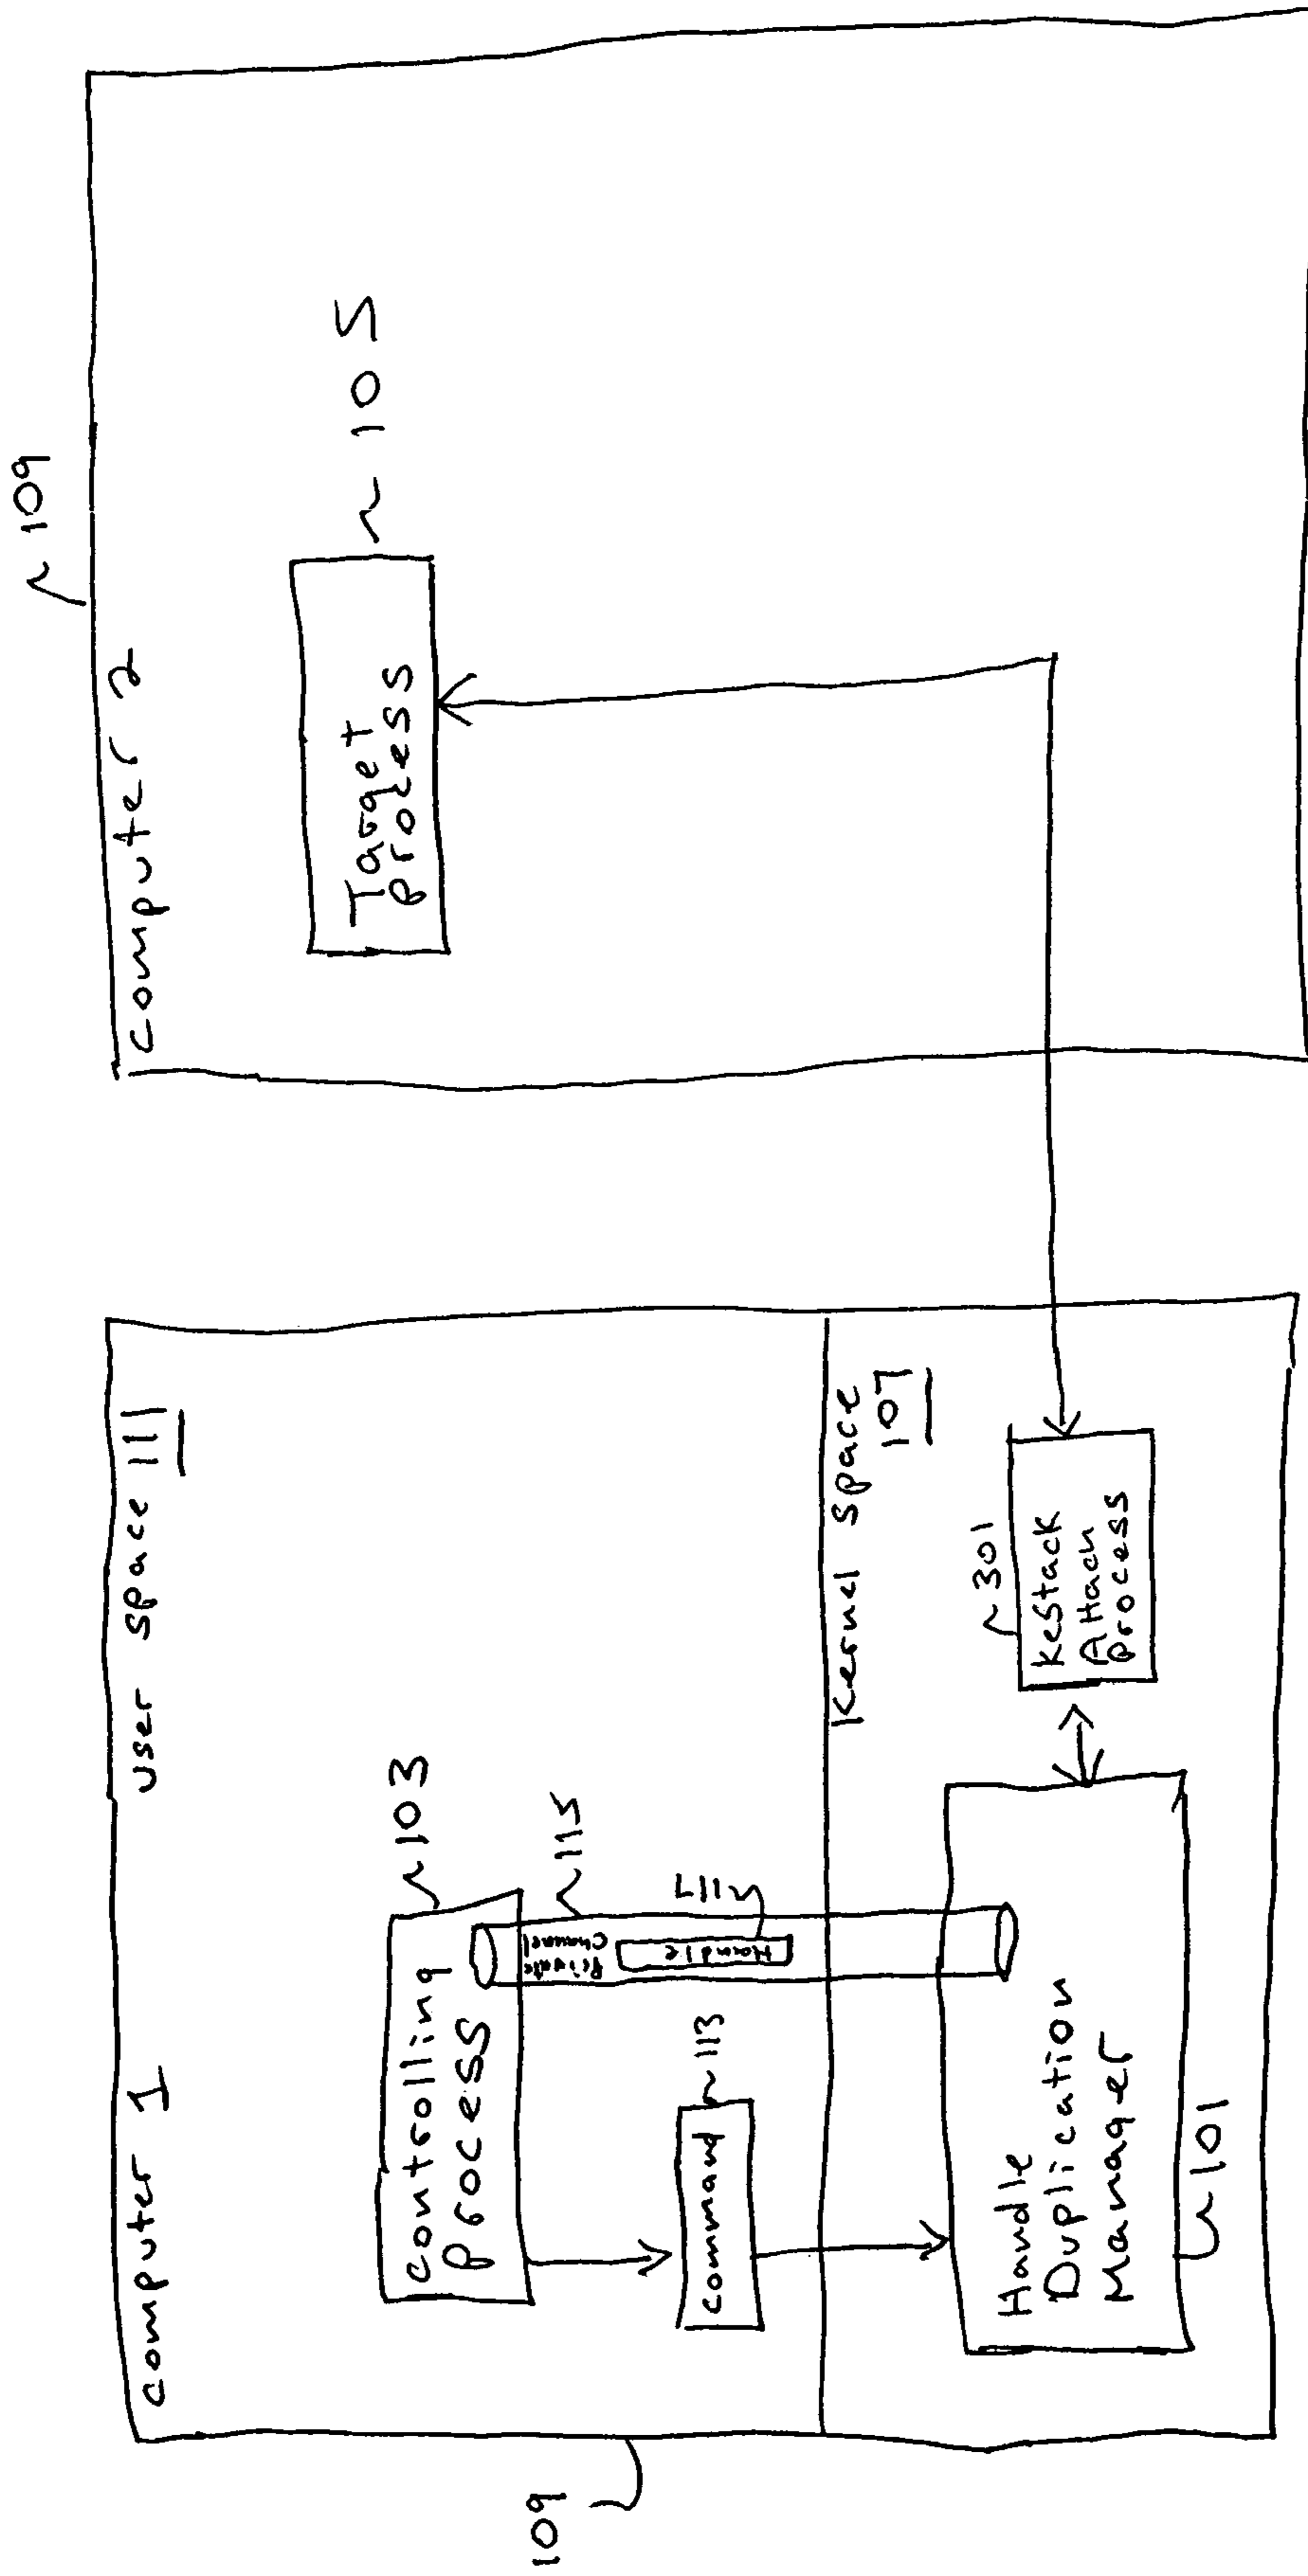 109
computer 1
user space 111
controlling
process
~103
~115
Private
Channel
Handle
117
command
~113
Kernel space
107
Handle
Duplication
Manager
~101
~301
KeStack
Attach
process
~109
computer 2
Target
process
~105